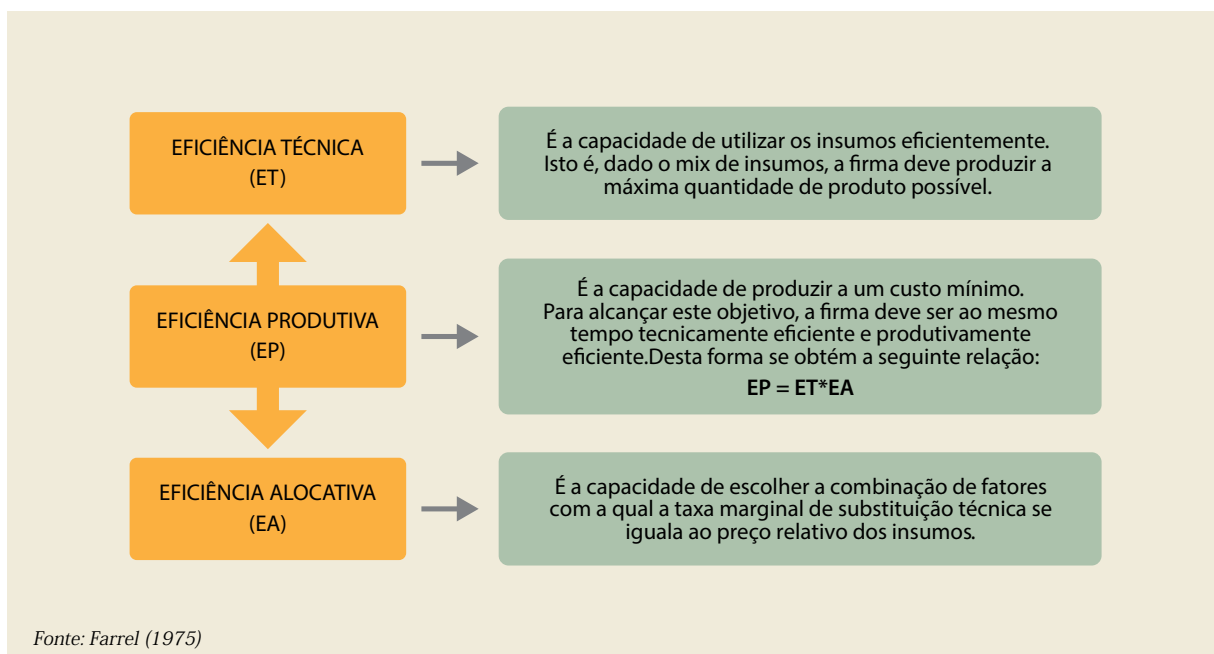 EFICIÊNCIA TÉCNICA
(ET)
É a capacidade de utilizar os insumos eficientemente.
Isto é, dado o mix de insumos, a firma deve produzir a
máxima quantidade de produto possível.
EFICIÊNCIA PRODUTIVA
(EP)
É a capacidade de produzir a um custo mínimo.
Para alcançar este objetivo, a firma deve ser ao mesmo
tempo tecnicamente eficiente e produtivamente
eficiente.Desta forma se obtém a seguinte relação:
EP = ET*EA
EFICIÊNCIA ALOCATIVA
(EA)
É a capacidade de escolher a combinação de fatores
com a qual a taxa marginal de substituição técnica se
iguala ao preço relativo dos insumos.
Fonte: Farrel (1975)